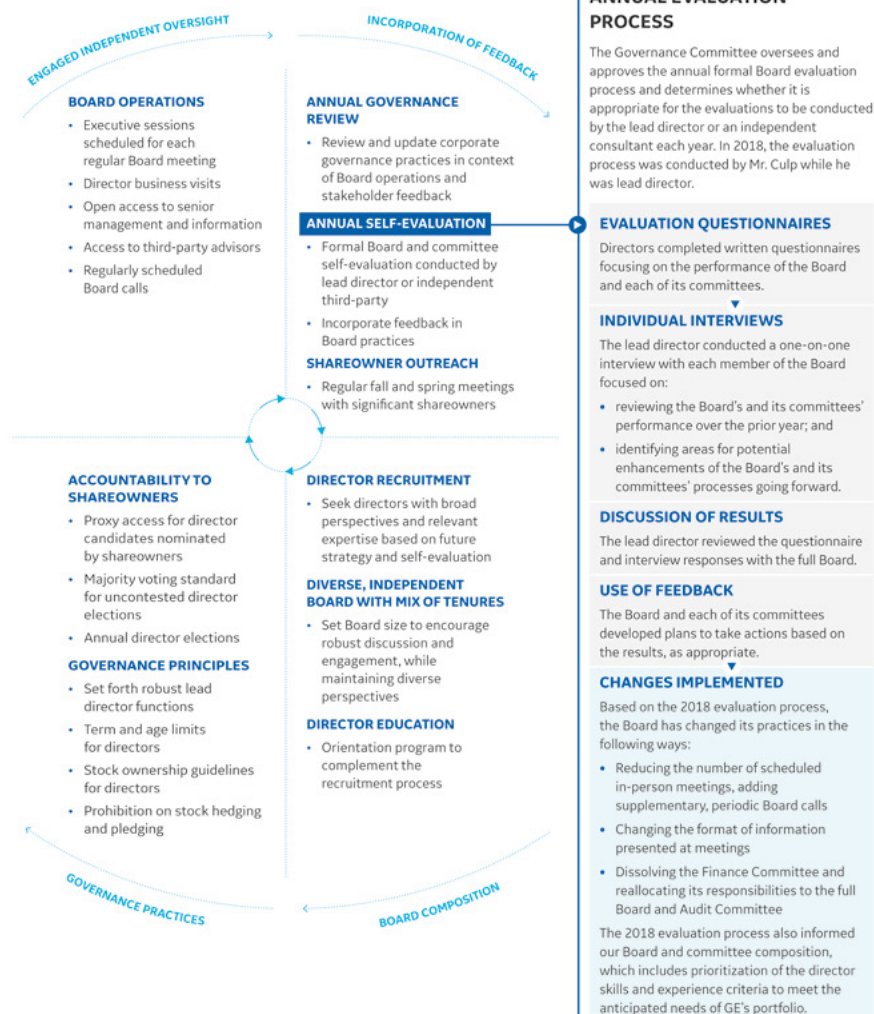 ENGAGED INDEPENDENT OVERSIGHT
BOARD OPERATIONS
• Executive sessions
scheduled for each
regular Board meeting
• Director business visits
• Open access to senior
management and information
• Access to third-party advisors
• Regularly scheduled
Board calls
INCORPORATION OF FEEDBACK
ANNUAL GOVERNANCE
REVIEW
• Review and update corporate
governance practices in context
of Board operations and
stakeholder feedback
ANNUAL SELF-EVALUATION
• Formal Board and committee
self-evaluation conducted by
lead director or independent
third-party
• Incorporate feedback in
Board practices
SHAREOWNER OUTREACH
• Regular fall and spring meetings
with significant shareowners
ACCOUNTABILITY TO
SHAREOWNERS
• Proxy access for director
candidates nominated
by shareowners
• Majority voting standard
for uncontested director
elections
• Annual director elections
GOVERNANCE PRINCIPLES
• Set forth robust lead
director functions
• Term and age limits
for directors
• Stock ownership guidelines
for directors
• Prohibition on stock hedging
and pledging
GOVERNANCE PRACTICES
DIRECTOR RECRUITMENT
• Seek directors with broad
perspectives and relevant
expertise based on future
strategy and self-evaluation
DIVERSE, INDEPENDENT
BOARD WITH MIX OF TENURES
• Set Board size to encourage
robust discussion and
engagement, while
maintaining diverse
perspectives
DIRECTOR EDUCATION
• Orientation program to
complement the
recruitment process
BOARD COMPOSITION
ANNUAL EVALUATION
PROCESS
The Governance Committee oversees and
approves the annual formal Board evaluation
process and determines whether it is
appropriate for the evaluations to be conducted
by the lead director or an independent
consultant each year. In 2018, the evaluation
process was conducted by Mr. Culp while he
was lead director.
EVALUATION QUESTIONNAIRES
Directors completed written questionnaires
focusing on the performance of the Board
and each of its committees.
INDIVIDUAL INTERVIEWS
The lead director conducted a one-on-one
interview with each member of the Board
focused on:
• reviewing the Board's and its committees'
performance over the prior year; and
• identifying areas for potential
enhancements of the Board's and its
committees' processes going forward.
DISCUSSION OF RESULTS
The lead director reviewed the questionnaire
and interview responses with the full Board.
USE OF FEEDBACK
The Board and each of its committees
developed plans to take actions based on
the results, as appropriate.
CHANGES IMPLEMENTED
Based on the 2018 evaluation process,
the Board has changed its practices in the
following ways:
• Reducing the number of scheduled
in-person meetings, adding
supplementary, periodic Board calls
• Changing the format of information
presented at meetings
• Dissolving the Finance Committee and
reallocating its responsibilities to the full
Board and Audit Committee
The 2018 evaluation process also informed
our Board and committee composition,
which includes prioritization of the director
skills and experience criteria to meet the
anticipated needs of GE's portfolio.